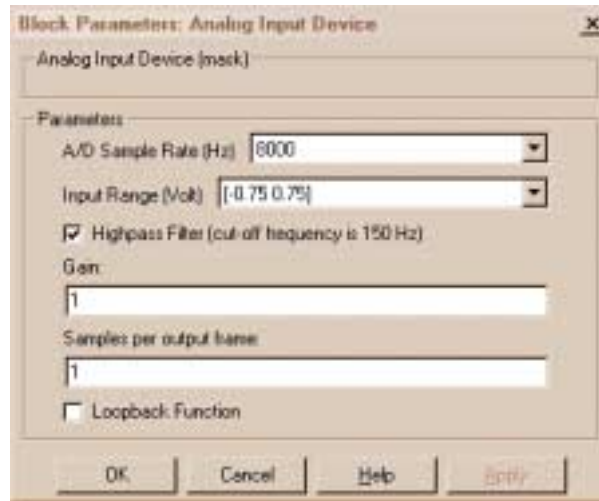 Block Parameters: Analog Input Device
Analog Input Device (mask)
Parameters
A/D Sample Rate (Hz) 8000
Input Range (Volt) [-0.75 0.75]
Highpass Filter (cut-off frequency is 150 Hz)
Gain:
1
Samples per output frame:
1
Loopback Function
OK Cancel Help Apply